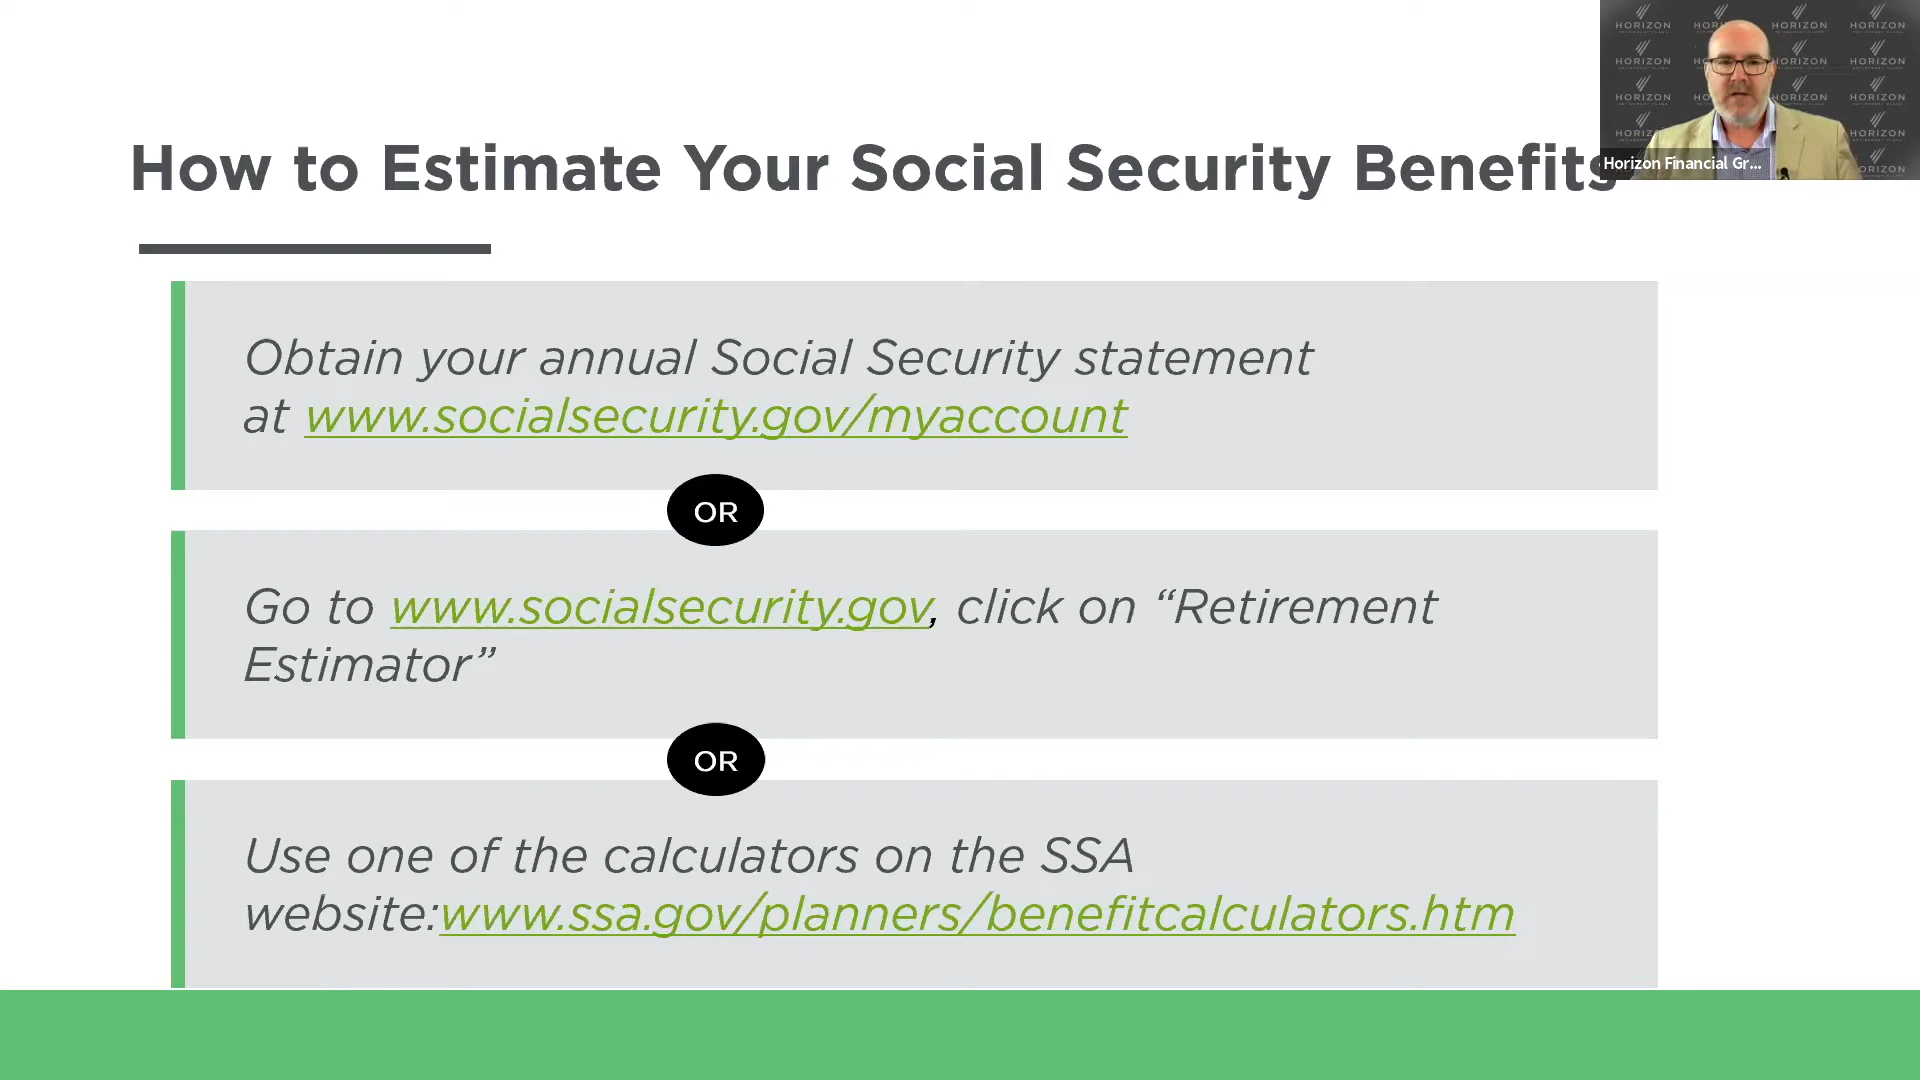 How to Estimate Your Social Security Benefits
HORIZON
Horizon Financial Gr...
Obtain your annual Social Security statement
at www.socialsecurity.gov/myaccount
OR
Go to www.socialsecurity.gov, click on “Retirement
Estimator”
OR
Use one of the calculators on the SSA
website:www.ssa.gov/planners/benefitcalculators.htm